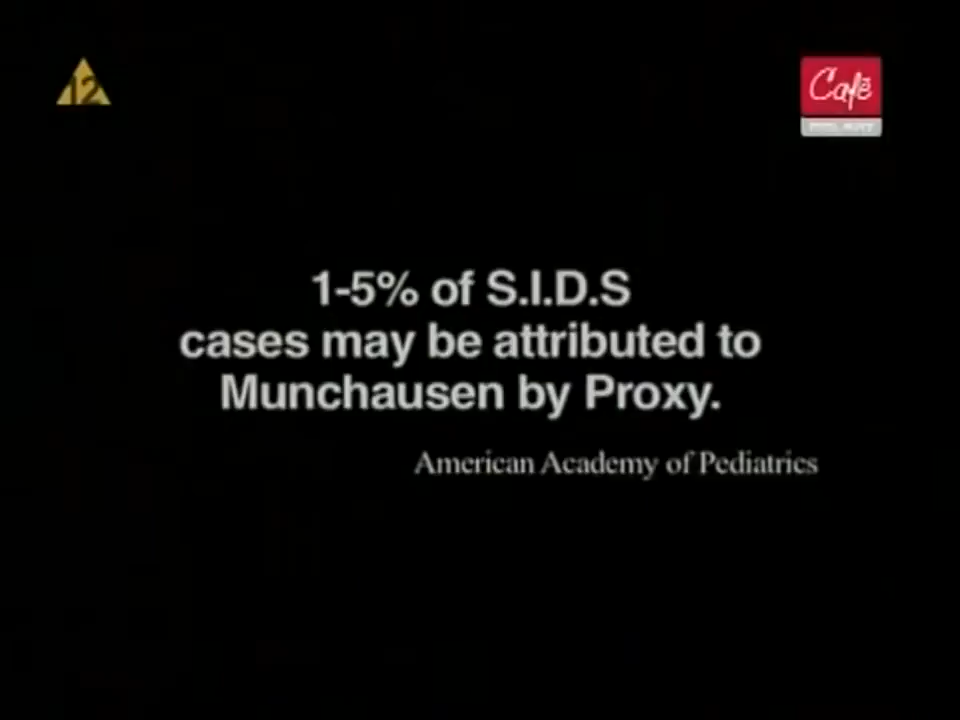 12
Café
1-5% of S.I.D.S
cases may be attributed to
Munchausen by Proxy.
American Academy of Pediatrics